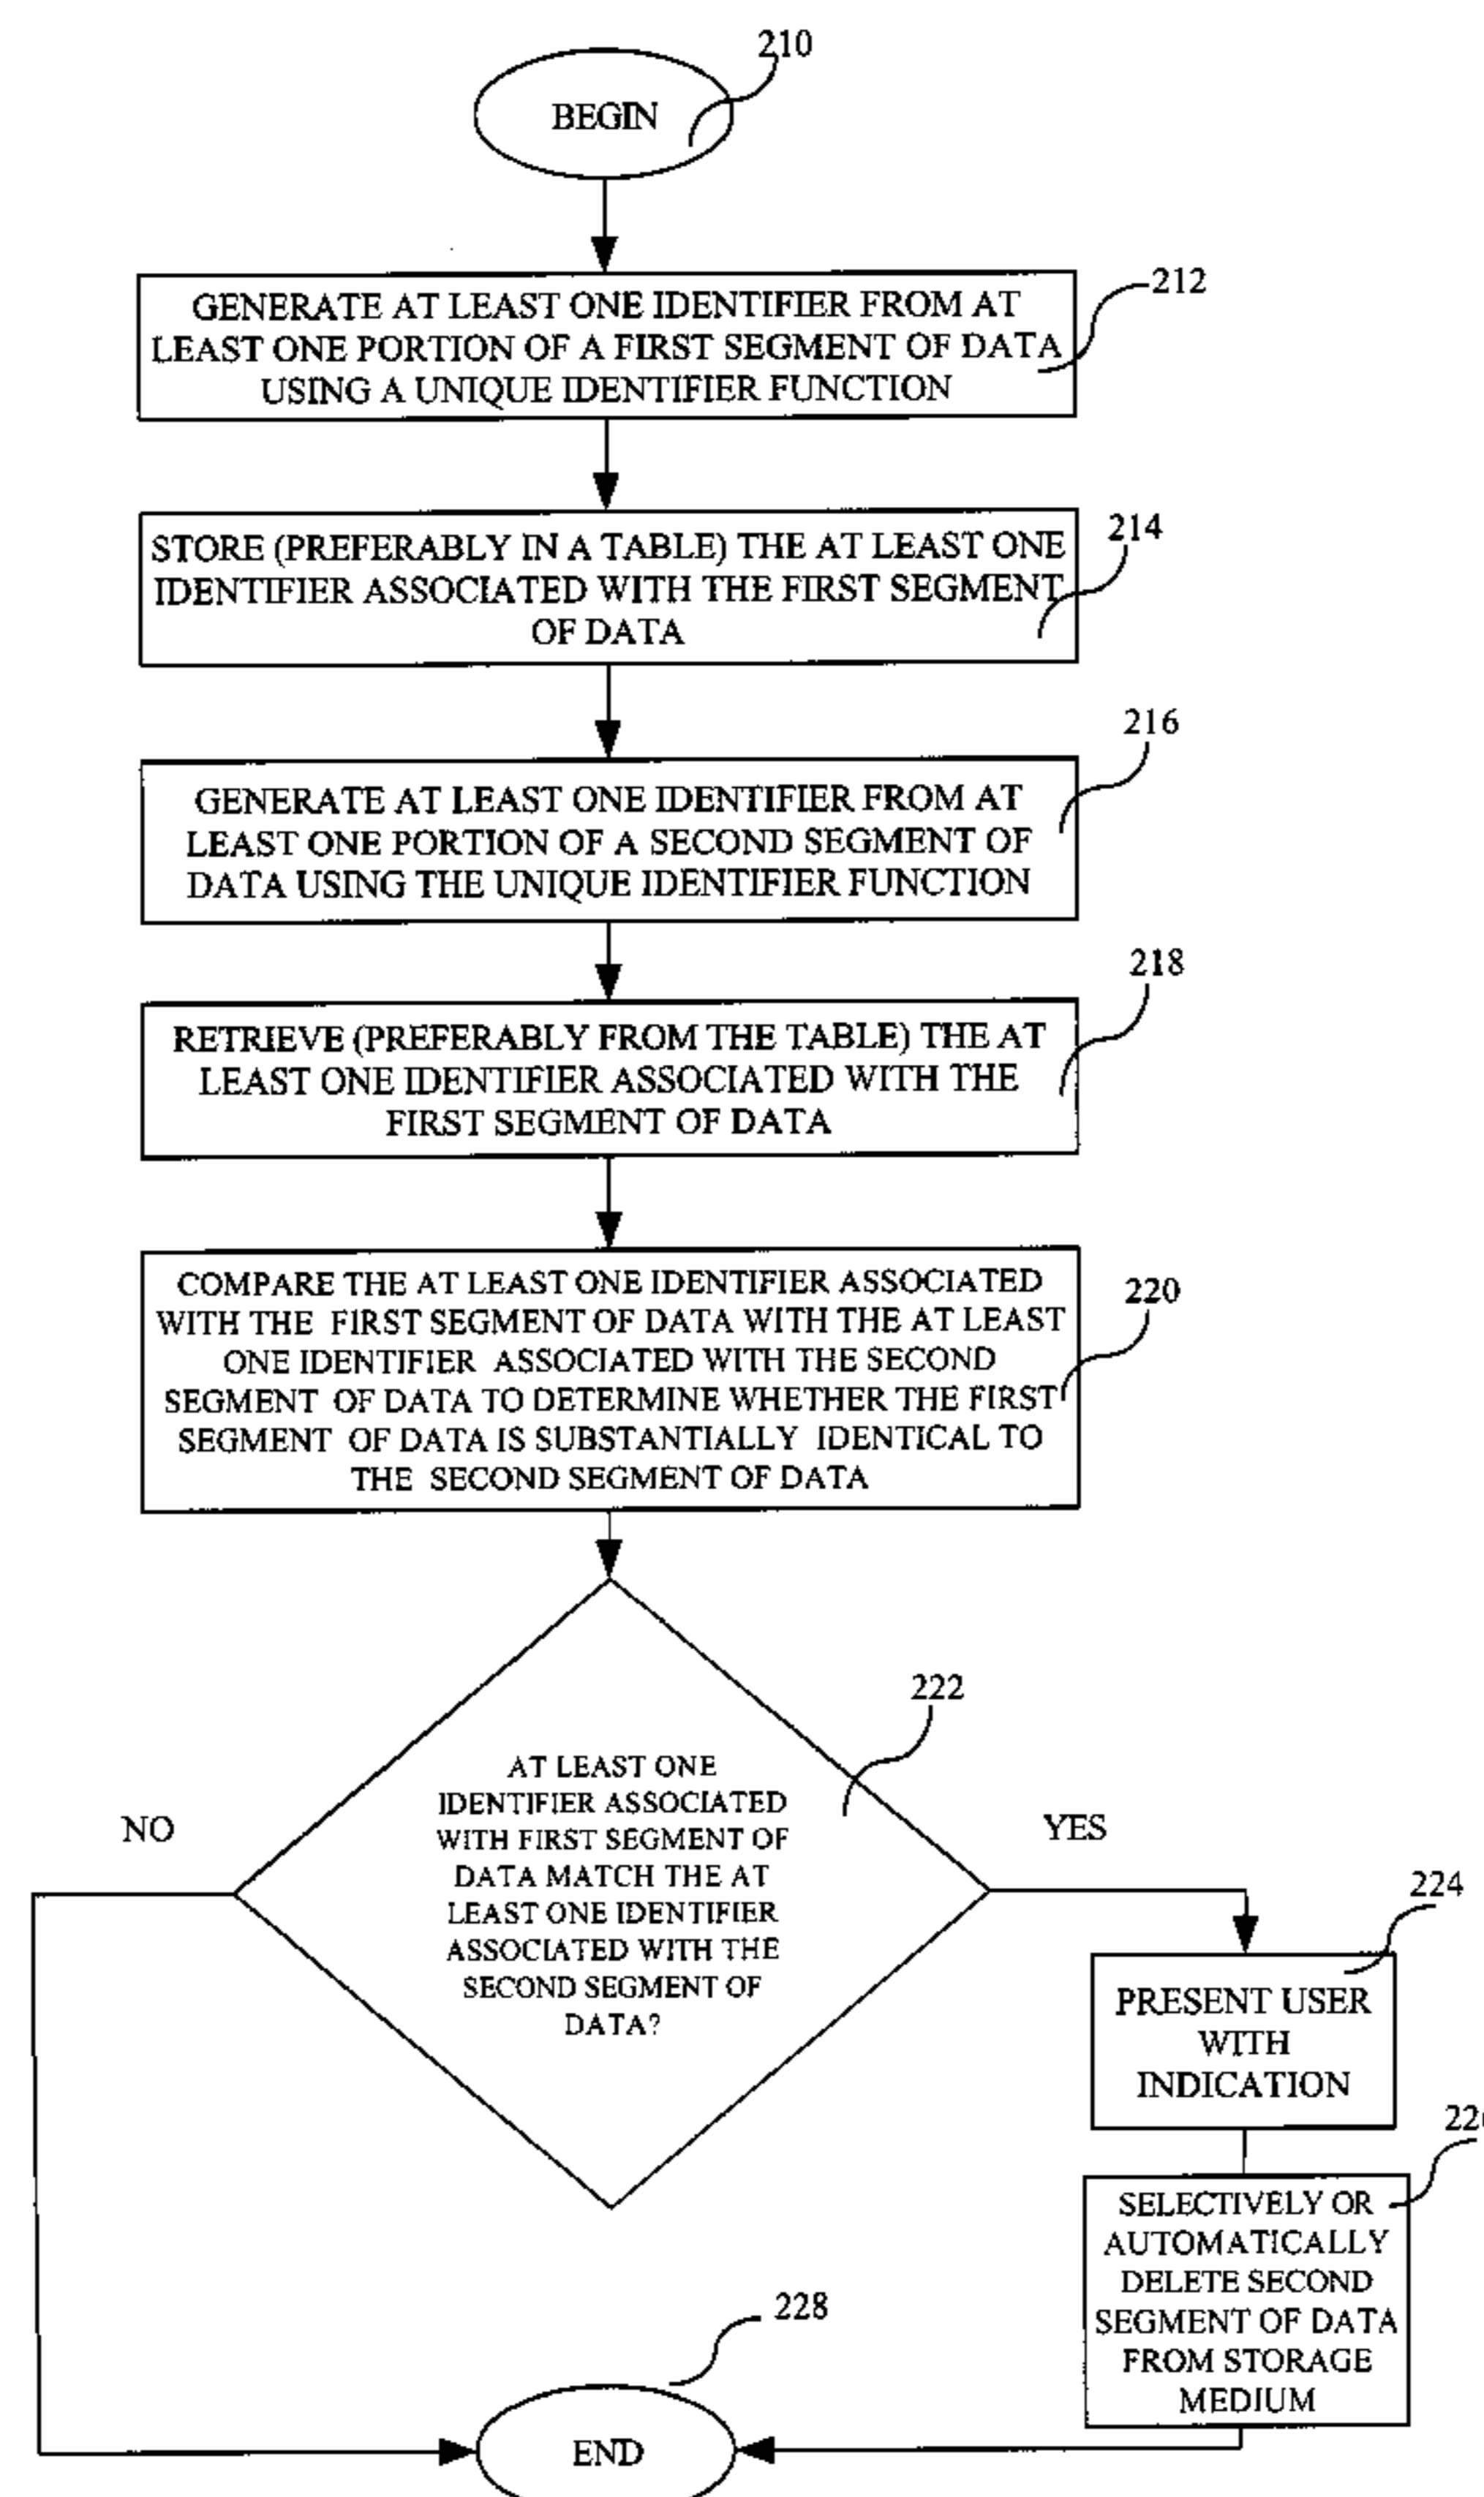 210
BEGIN
212
GENERATE AT LEAST ONE IDENTIFIER FROM AT
LEAST ONE PORTION OF A FIRST SEGMENT OF DATA
USING A UNIQUE IDENTIFIER FUNCTION
214
STORE (PREFERABLY IN A TABLE) THE AT LEAST ONE
IDENTIFIER ASSOCIATED WITH THE FIRST SEGMENT
OF DATA
216
GENERATE AT LEAST ONE IDENTIFIER FROM AT
LEAST ONE PORTION OF A SECOND SEGMENT OF
DATA USING THE UNIQUE IDENTIFIER FUNCTION
218
RETRIEVE (PREFERABLY FROM THE TABLE) THE AT
LEAST ONE IDENTIFIER ASSOCIATED WITH THE
FIRST SEGMENT OF DATA
220
COMPARE THE AT LEAST ONE IDENTIFIER ASSOCIATED
WITH THE FIRST SEGMENT OF DATA WITH THE AT LEAST
ONE IDENTIFIER ASSOCIATED WITH THE SECOND
SEGMENT OF DATA TO DETERMINE WHETHER THE FIRST
SEGMENT OF DATA IS SUBSTANTIALLY IDENTICAL TO
THE SECOND SEGMENT OF DATA
222
AT LEAST ONE
IDENTIFIER ASSOCIATED
WITH FIRST SEGMENT OF
DATA MATCH THE AT
LEAST ONE IDENTIFIER
ASSOCIATED WITH THE
SECOND SEGMENT OF
DATA?
NO
YES
224
PRESENT USER
WITH
INDICATION
SELECTIVELY OR
AUTOMATICALLY
DELETE SECOND
SEGMENT OF DATA
FROM STORAGE
MEDIUM
228
END